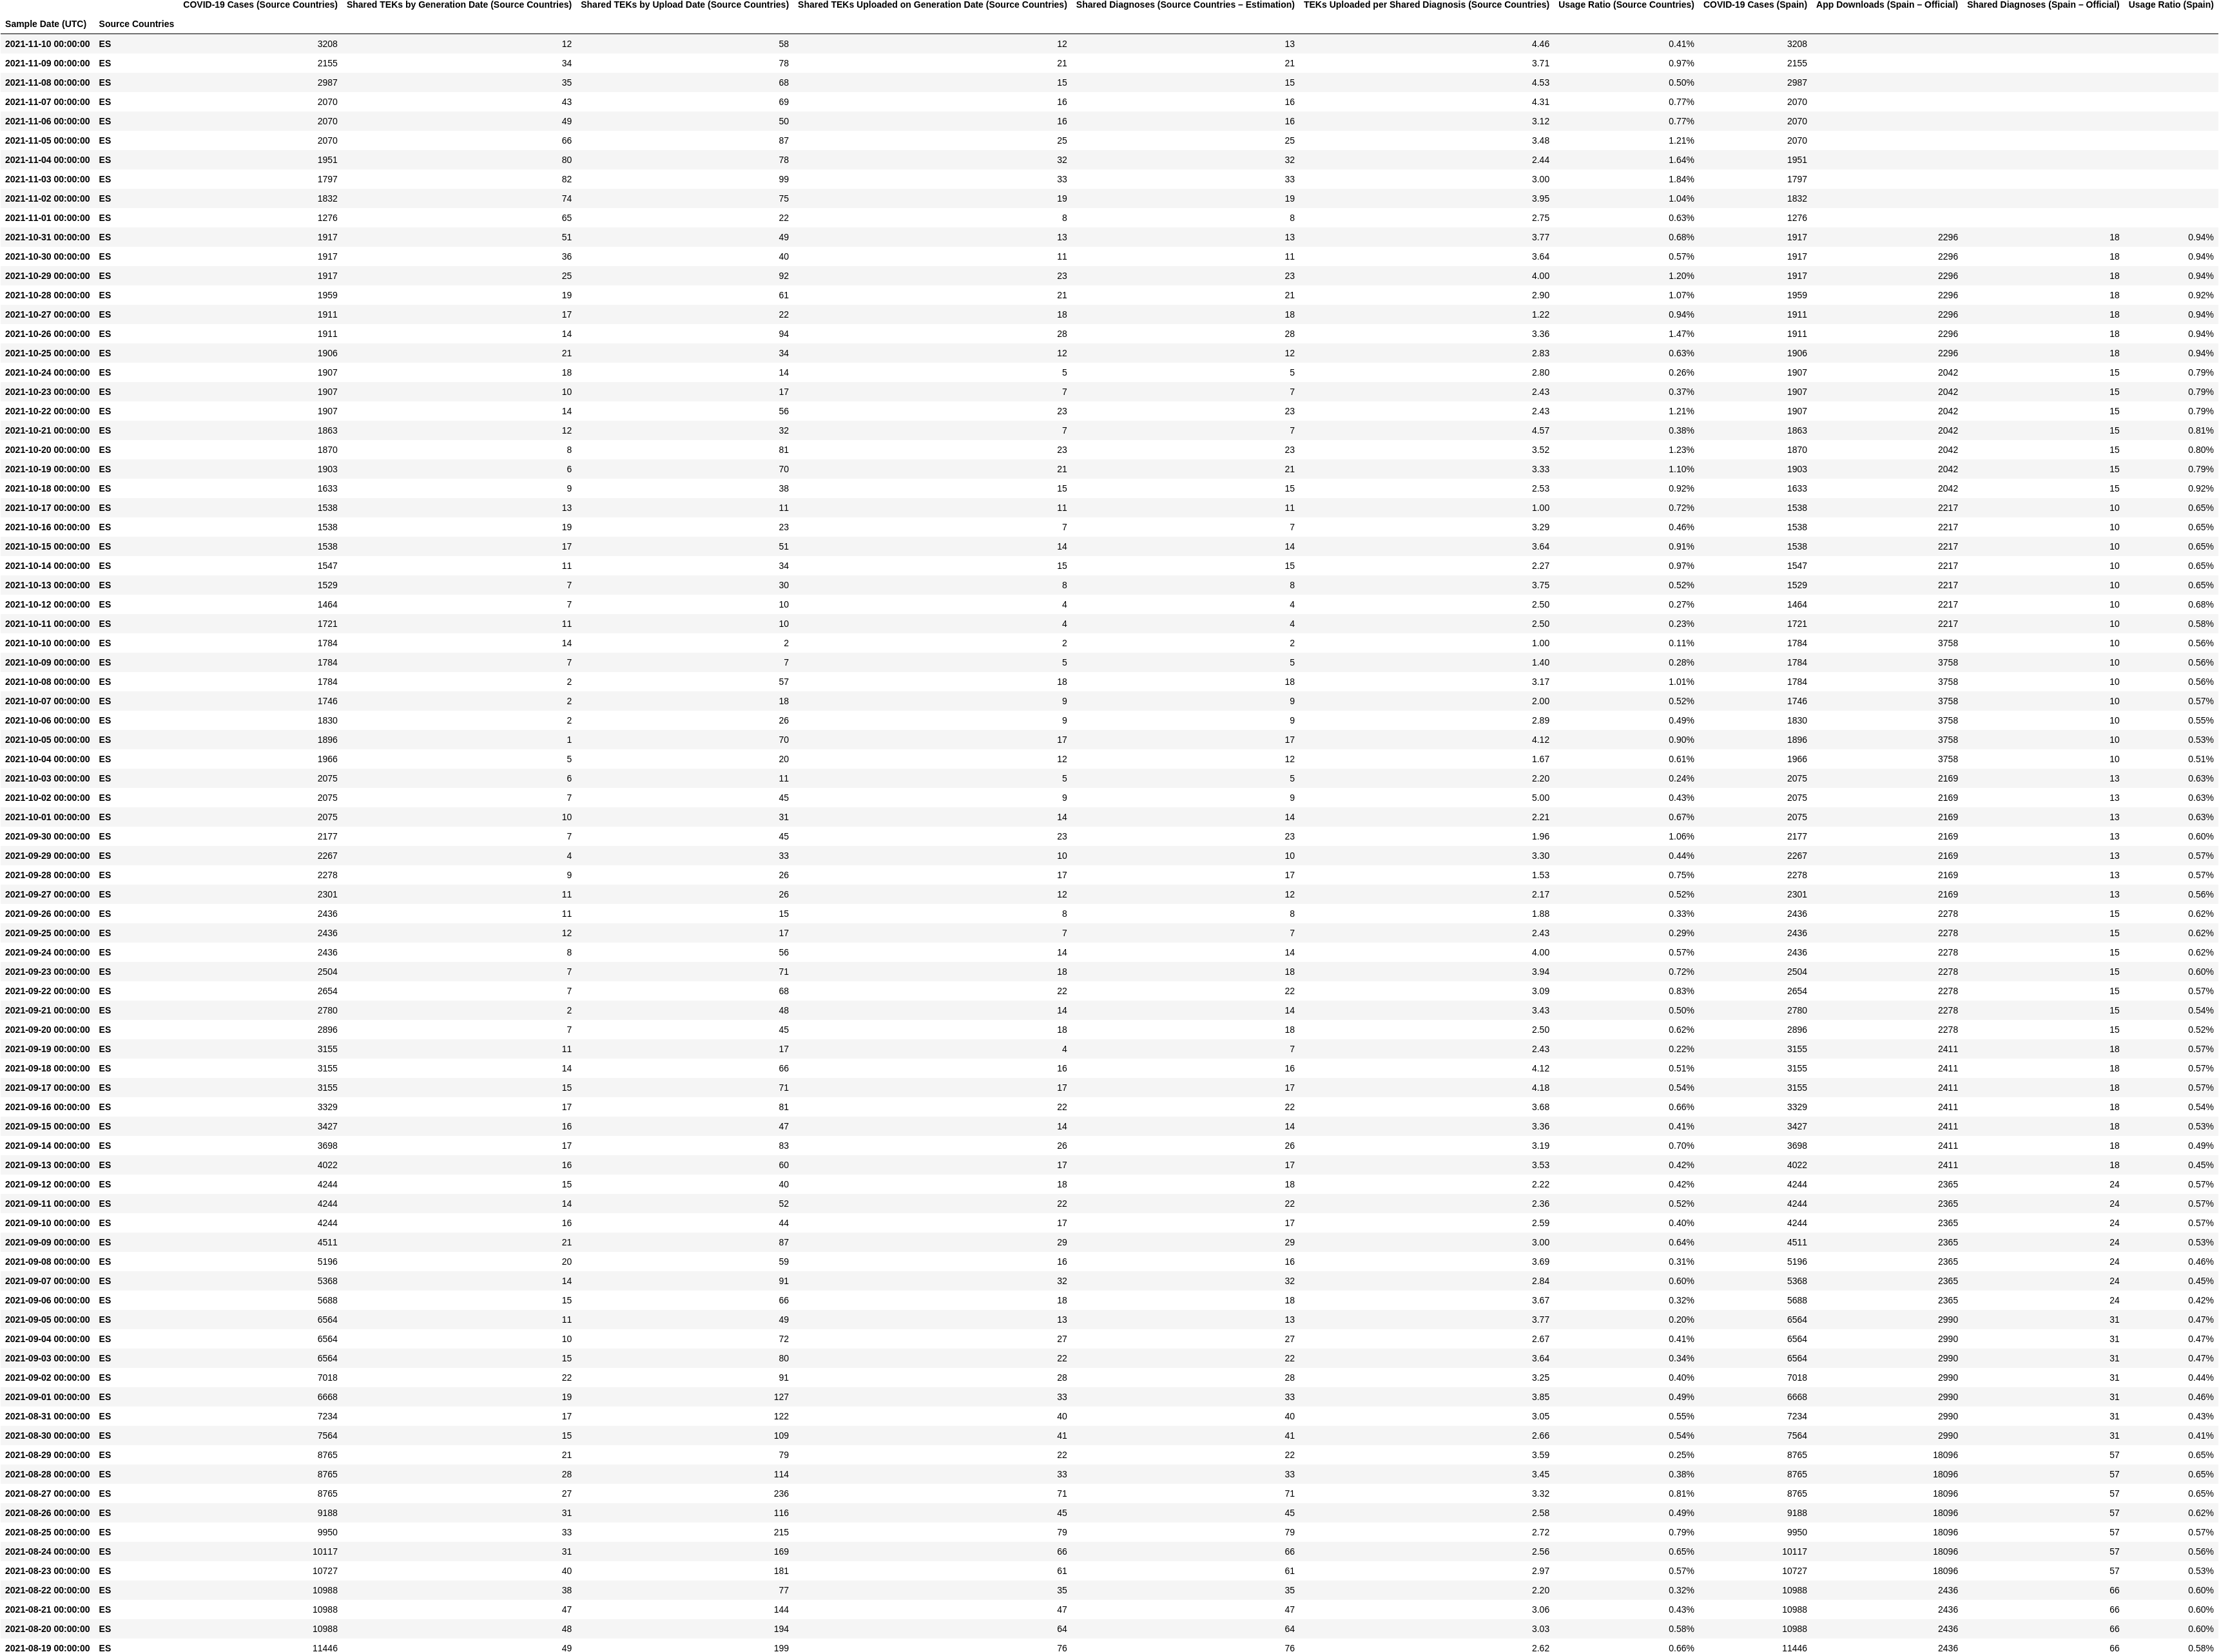 COVID-19 Cases (Source Countries) Shared TEKs by Generation Date (Source Countries) Shared TEKs by Upload Date (Source Countries) Shared TEKs Uploaded on Generation Date (Source Countries) Shared Diagnoses (Source Countries – Estimation) TEKs Uploaded per Shared Diagnosis (Source Countries) Usage Ratio (Source Countries) COVID-19 Cases (Spain) App Downloads (Spain – Official) Shared Diagnoses (Spain – Official) Usage Ratio (Spain)
Sample Date (UTC) Source Countries
2021-11-10 00:00:00 ES 3208 12 58 12 13 4.46 0.41% 3208
2021-11-09 00:00:00 ES 2155 34 78 21 21 3.71 0.97% 2155
2021-11-08 00:00:00 ES 2987 35 68 15 15 4.53 0.50% 2987
2021-11-07 00:00:00 ES 2070 43 69 16 16 4.31 0.77% 2070
2021-11-06 00:00:00 ES 2070 49 50 16 16 3.12 0.77% 2070
2021-11-05 00:00:00 ES 2070 66 87 25 25 3.48 1.21% 2070
2021-11-04 00:00:00 ES 1951 80 78 32 32 2.44 1.64% 1951
2021-11-03 00:00:00 ES 1797 82 99 33 33 3.00 1.84% 1797
2021-11-02 00:00:00 ES 1832 74 75 19 19 3.95 1.04% 1832
2021-11-01 00:00:00 ES 1276 65 22 8 8 2.75 0.63% 1276
2021-10-31 00:00:00 ES 1917 51 49 13 13 3.77 0.68% 1917 2296 18 0.94%
2021-10-30 00:00:00 ES 1917 36 40 11 11 3.64 0.57% 1917 2296 18 0.94%
2021-10-29 00:00:00 ES 1917 25 92 23 23 4.00 1.20% 1917 2296 18 0.94%
2021-10-28 00:00:00 ES 1959 19 61 21 21 2.90 1.07% 1959 2296 18 0.92%
2021-10-27 00:00:00 ES 1911 17 22 18 18 1.22 0.94% 1911 2296 18 0.94%
2021-10-26 00:00:00 ES 1911 14 94 28 28 3.36 1.47% 1911 2296 18 0.94%
2021-10-25 00:00:00 ES 1906 21 34 12 12 2.83 0.63% 1906 2296 18 0.94%
2021-10-24 00:00:00 ES 1907 18 14 5 5 2.80 0.26% 1907 2042 15 0.79%
2021-10-23 00:00:00 ES 1907 10 17 7 7 2.43 0.37% 1907 2042 15 0.79%
2021-10-22 00:00:00 ES 1907 14 56 23 23 2.43 1.21% 1907 2042 15 0.79%
2021-10-21 00:00:00 ES 1863 12 32 7 7 4.57 0.38% 1863 2042 15 0.81%
2021-10-20 00:00:00 ES 1870 8 81 23 23 3.52 1.23% 1870 2042 15 0.80%
2021-10-19 00:00:00 ES 1903 6 70 21 21 3.33 1.10% 1903 2042 15 0.79%
2021-10-18 00:00:00 ES 1633 9 38 15 15 2.53 0.92% 1633 2042 15 0.92%
2021-10-17 00:00:00 ES 1538 13 11 11 11 1.00 0.72% 1538 2217 10 0.65%
2021-10-16 00:00:00 ES 1538 19 23 7 7 3.29 0.46% 1538 2217 10 0.65%
2021-10-15 00:00:00 ES 1538 17 51 14 14 3.64 0.91% 1538 2217 10 0.65%
2021-10-14 00:00:00 ES 1547 11 34 15 15 2.27 0.97% 1547 2217 10 0.65%
2021-10-13 00:00:00 ES 1529 7 30 8 8 3.75 0.52% 1529 2217 10 0.65%
2021-10-12 00:00:00 ES 1464 7 10 4 4 2.50 0.27% 1464 2217 10 0.68%
2021-10-11 00:00:00 ES 1721 11 10 4 4 2.50 0.23% 1721 2217 10 0.58%
2021-10-10 00:00:00 ES 1784 14 2 2 2 1.00 0.11% 1784 3758 10 0.56%
2021-10-09 00:00:00 ES 1784 7 7 5 5 1.40 0.28% 1784 3758 10 0.56%
2021-10-08 00:00:00 ES 1784 2 57 18 18 3.17 1.01% 1784 3758 10 0.56%
2021-10-07 00:00:00 ES 1746 2 18 9 9 2.00 0.52% 1746 3758 10 0.57%
2021-10-06 00:00:00 ES 1830 2 26 9 9 2.89 0.49% 1830 3758 10 0.55%
2021-10-05 00:00:00 ES 1896 1 70 17 17 4.12 0.90% 1896 3758 10 0.53%
2021-10-04 00:00:00 ES 1966 5 20 12 12 1.67 0.61% 1966 3758 10 0.51%
2021-10-03 00:00:00 ES 2075 6 11 5 5 2.20 0.24% 2075 2169 13 0.63%
2021-10-02 00:00:00 ES 2075 7 45 9 9 5.00 0.43% 2075 2169 13 0.63%
2021-10-01 00:00:00 ES 2075 10 31 14 14 2.21 0.67% 2075 2169 13 0.63%
2021-09-30 00:00:00 ES 2177 7 45 23 23 1.96 1.06% 2177 2169 13 0.60%
2021-09-29 00:00:00 ES 2267 4 33 10 10 3.30 0.44% 2267 2169 13 0.57%
2021-09-28 00:00:00 ES 2278 9 26 17 17 1.53 0.75% 2278 2169 13 0.57%
2021-09-27 00:00:00 ES 2301 11 26 12 12 2.17 0.52% 2301 2169 13 0.56%
2021-09-26 00:00:00 ES 2436 11 15 8 8 1.88 0.33% 2436 2278 15 0.62%
2021-09-25 00:00:00 ES 2436 12 17 7 7 2.43 0.29% 2436 2278 15 0.62%
2021-09-24 00:00:00 ES 2436 8 56 14 14 4.00 0.57% 2436 2278 15 0.62%
2021-09-23 00:00:00 ES 2504 7 71 18 18 3.94 0.72% 2504 2278 15 0.60%
2021-09-22 00:00:00 ES 2654 7 68 22 22 3.09 0.83% 2654 2278 15 0.57%
2021-09-21 00:00:00 ES 2780 2 48 14 14 3.43 0.50% 2780 2278 15 0.54%
2021-09-20 00:00:00 ES 2896 7 45 18 18 2.50 0.62% 2896 2278 15 0.52%
2021-09-19 00:00:00 ES 3155 11 17 4 7 2.43 0.22% 3155 2411 18 0.57%
2021-09-18 00:00:00 ES 3155 14 66 16 16 4.12 0.51% 3155 2411 18 0.57%
2021-09-17 00:00:00 ES 3155 15 71 17 17 4.18 0.54% 3155 2411 18 0.57%
2021-09-16 00:00:00 ES 3329 17 81 22 22 3.68 0.66% 3329 2411 18 0.54%
2021-09-15 00:00:00 ES 3427 16 47 14 14 3.36 0.41% 3427 2411 18 0.53%
2021-09-14 00:00:00 ES 3698 17 83 26 26 3.19 0.70% 3698 2411 18 0.49%
2021-09-13 00:00:00 ES 4022 16 60 17 17 3.53 0.42% 4022 2411 18 0.45%
2021-09-12 00:00:00 ES 4244 15 40 18 18 2.22 0.42% 4244 2365 24 0.57%
2021-09-11 00:00:00 ES 4244 14 52 22 22 2.36 0.52% 4244 2365 24 0.57%
2021-09-10 00:00:00 ES 4244 16 44 17 17 2.59 0.40% 4244 2365 24 0.57%
2021-09-09 00:00:00 ES 4511 21 87 29 29 3.00 0.64% 4511 2365 24 0.53%
2021-09-08 00:00:00 ES 5196 20 59 16 16 3.69 0.31% 5196 2365 24 0.46%
2021-09-07 00:00:00 ES 5368 14 91 32 32 2.84 0.60% 5368 2365 24 0.45%
2021-09-06 00:00:00 ES 5688 15 66 18 18 3.67 0.32% 5688 2365 24 0.42%
2021-09-05 00:00:00 ES 6564 11 49 13 13 3.77 0.20% 6564 2990 31 0.47%
2021-09-04 00:00:00 ES 6564 10 72 27 27 2.67 0.41% 6564 2990 31 0.47%
2021-09-03 00:00:00 ES 6564 15 80 22 22 3.64 0.34% 6564 2990 31 0.47%
2021-09-02 00:00:00 ES 7018 22 91 28 28 3.25 0.40% 7018 2990 31 0.44%
2021-09-01 00:00:00 ES 6668 19 127 33 33 3.85 0.49% 6668 2990 31 0.46%
2021-08-31 00:00:00 ES 7234 17 122 40 40 3.05 0.55% 7234 2990 31 0.43%
2021-08-30 00:00:00 ES 7564 15 109 41 41 2.66 0.54% 7564 2990 31 0.41%
2021-08-29 00:00:00 ES 8765 21 79 22 22 3.59 0.25% 8765 18096 57 0.65%
2021-08-28 00:00:00 ES 8765 28 114 33 33 3.45 0.38% 8765 18096 57 0.65%
2021-08-27 00:00:00 ES 8765 27 236 71 71 3.32 0.81% 8765 18096 57 0.65%
2021-08-26 00:00:00 ES 9188 31 116 45 45 2.58 0.49% 9188 18096 57 0.62%
2021-08-25 00:00:00 ES 9950 33 215 79 79 2.72 0.79% 9950 18096 57 0.57%
2021-08-24 00:00:00 ES 10117 31 169 66 66 2.56 0.65% 10117 18096 57 0.56%
2021-08-23 00:00:00 ES 10727 40 181 61 61 2.97 0.57% 10727 18096 57 0.53%
2021-08-22 00:00:00 ES 10988 38 77 35 35 2.20 0.32% 10988 2436 66 0.60%
2021-08-21 00:00:00 ES 10988 47 144 47 47 3.06 0.43% 10988 2436 66 0.60%
2021-08-20 00:00:00 ES 10988 48 194 64 64 3.03 0.58% 10988 2436 66 0.60%
2021-08-19 00:00:00 ES 11446 49 199 76 76 2.62 0.66% 11446 2436 66 0.58%